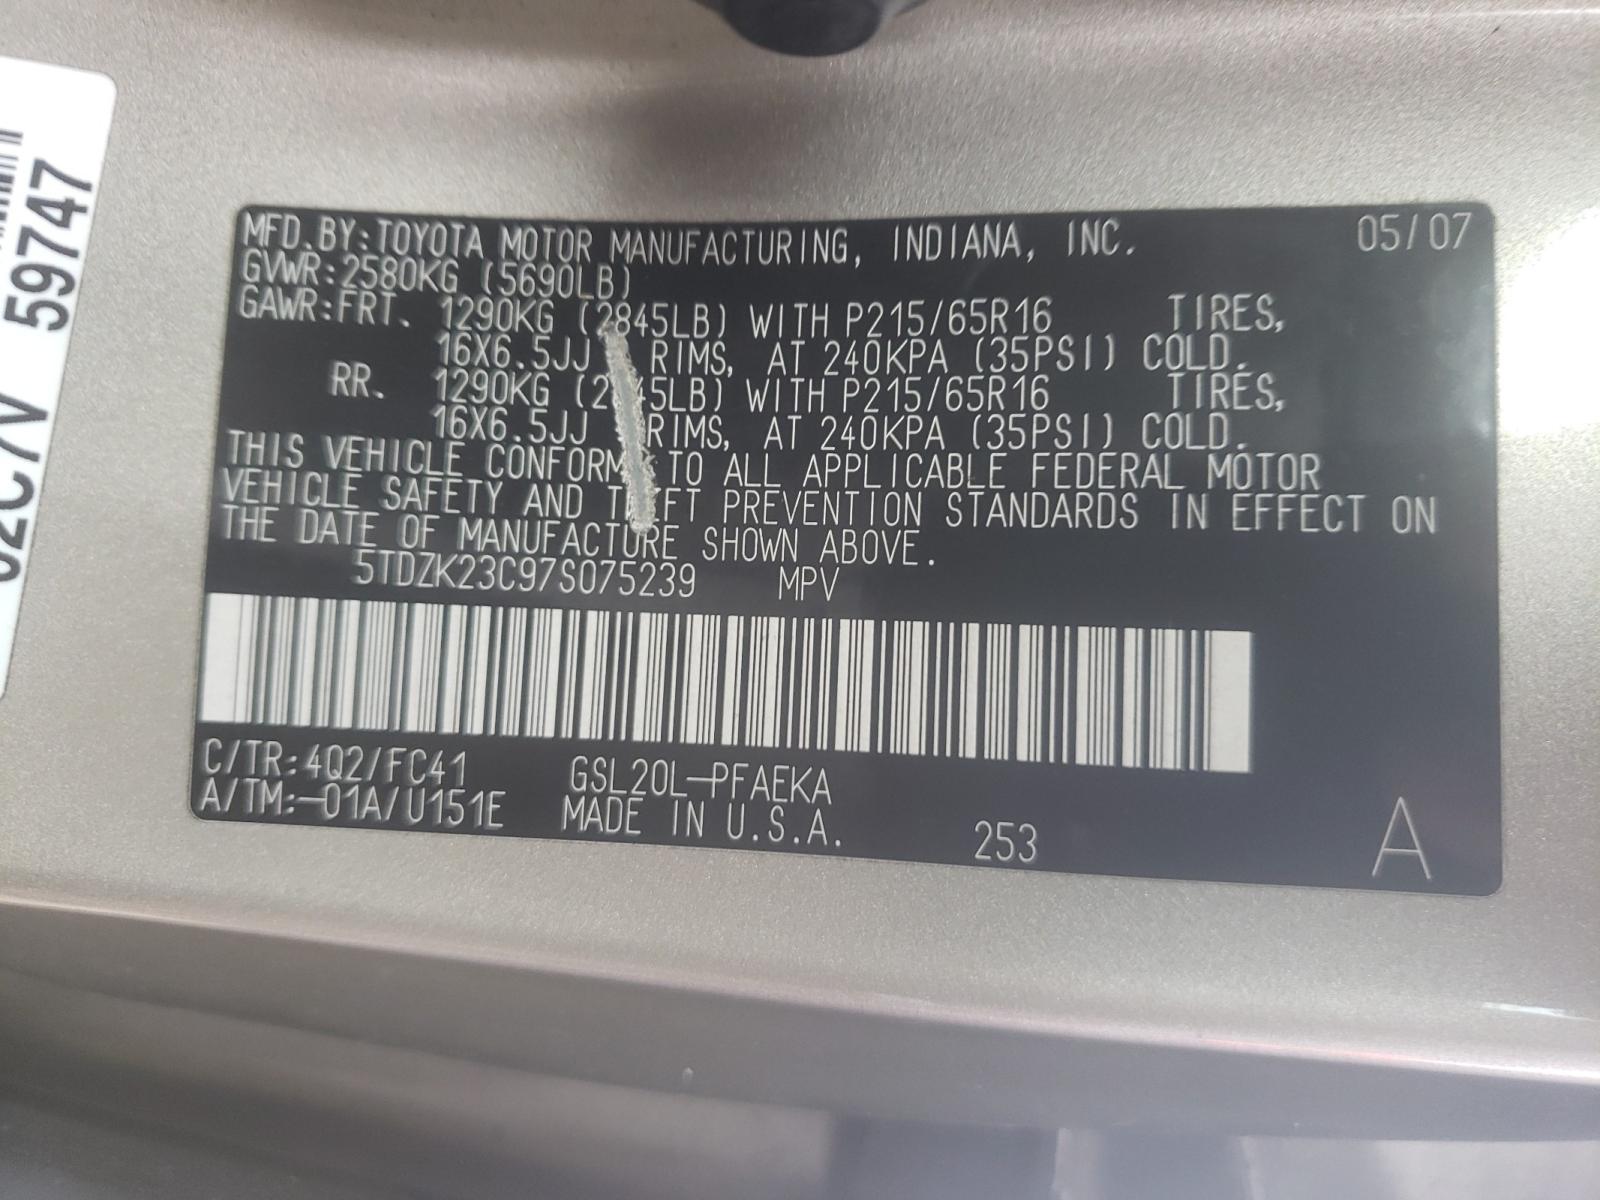 MFD.BY:TOYOTA MOTOR MANUFACTURING, INDIANA, INC. 05/07
GVWR:2580KG (5690LB)
GAWR:FRT. 1290KG (2845LB) WITH P215/65R16 TIRES,
16X6.5JJ RIMS, AT 240KPA (35PSI) COLD.
RR. 1290KG (2845LB) WITH P215/65R16 TIRES,
16X6.5JJ RIMS, AT 240KPA (35PSI) COLD.
THIS VEHICLE CONFORMS TO ALL APPLICABLE FEDERAL MOTOR
VEHICLE SAFETY AND THEFT PREVENTION STANDARDS IN EFFECT ON
THE DATE OF MANUFACTURE SHOWN ABOVE.
5TDZK23C97S075239 MPV
C/TR:4Q2/FC41 GSL20L-PFAEKA
A/TM:-01A/U151E MADE IN U.S.A. 253 A
59747